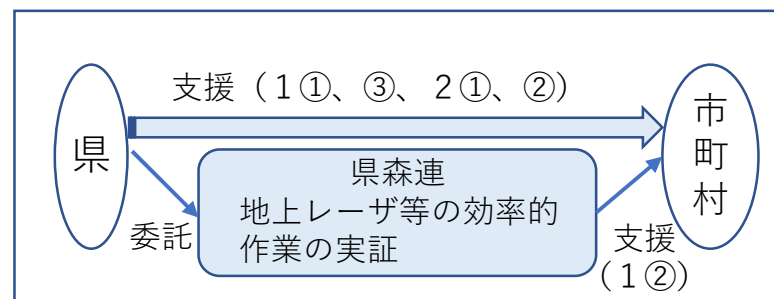 支援（１①、③、２①、②）
県
市町村
県森連
地上レーザ等の効率的
作業の実証
委託
支援
（１②）